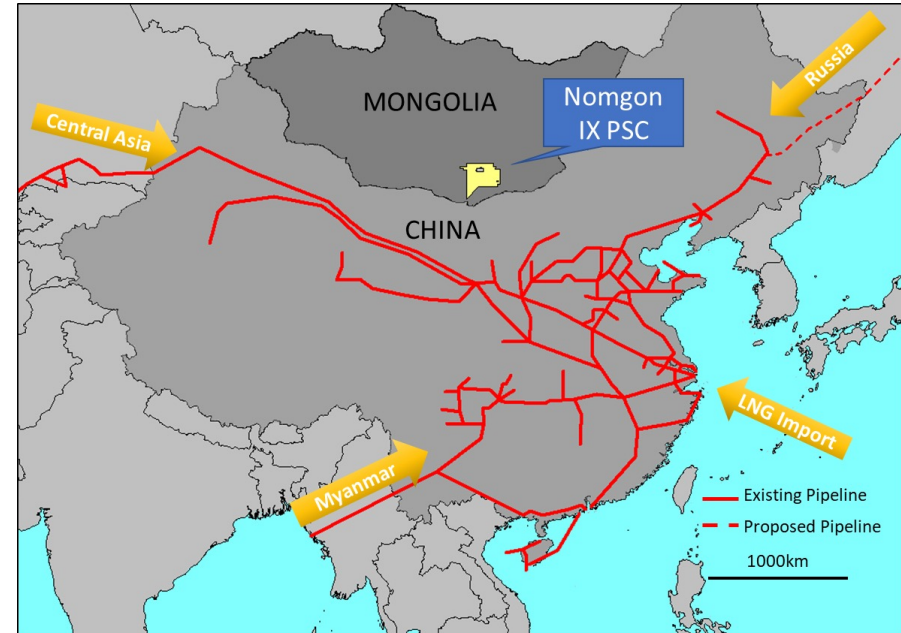 Russia
MONGOLIA
Nomgon
IX PSC
Central Asia
CHINA
LNG Import
Myanmar
Existing Pipeline
Proposed Pipeline
1000km